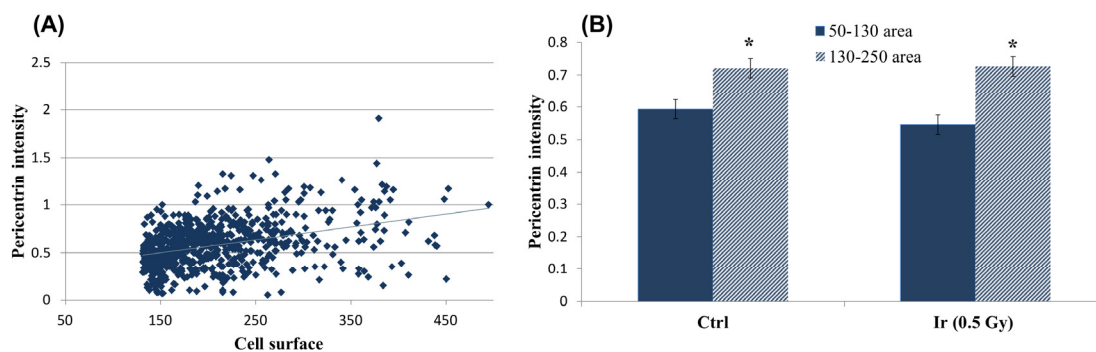 (A)
Pericentrin intensity
2.5
2
1.5
1
0.5
0
50
150
250
350
450
Cell surface
(B)
50-130 area
130-250 area
Pericentrin intensity
0.8
0.7
0.6
0.5
0.4
0.3
0.2
0.1
0
*
*
Ctrl
Ir (0.5 Gy)